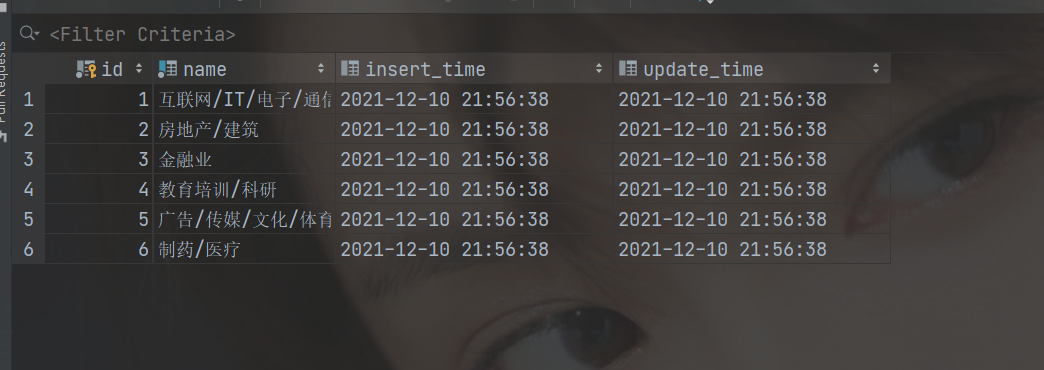 <Filter Criteria>
id name insert_time update_time
1 1 互联网/IT/电子/通信 2021-12-10 21:56:38 2021-12-10 21:56:38
2 2 房地产/建筑 2021-12-10 21:56:38 2021-12-10 21:56:38
3 3 金融业 2021-12-10 21:56:38 2021-12-10 21:56:38
4 4 教育培训/科研 2021-12-10 21:56:38 2021-12-10 21:56:38
5 5 广告/传媒/文化/体育 2021-12-10 21:56:38 2021-12-10 21:56:38
6 6 制药/医疗 2021-12-10 21:56:38 2021-12-10 21:56:38
Pull Requests